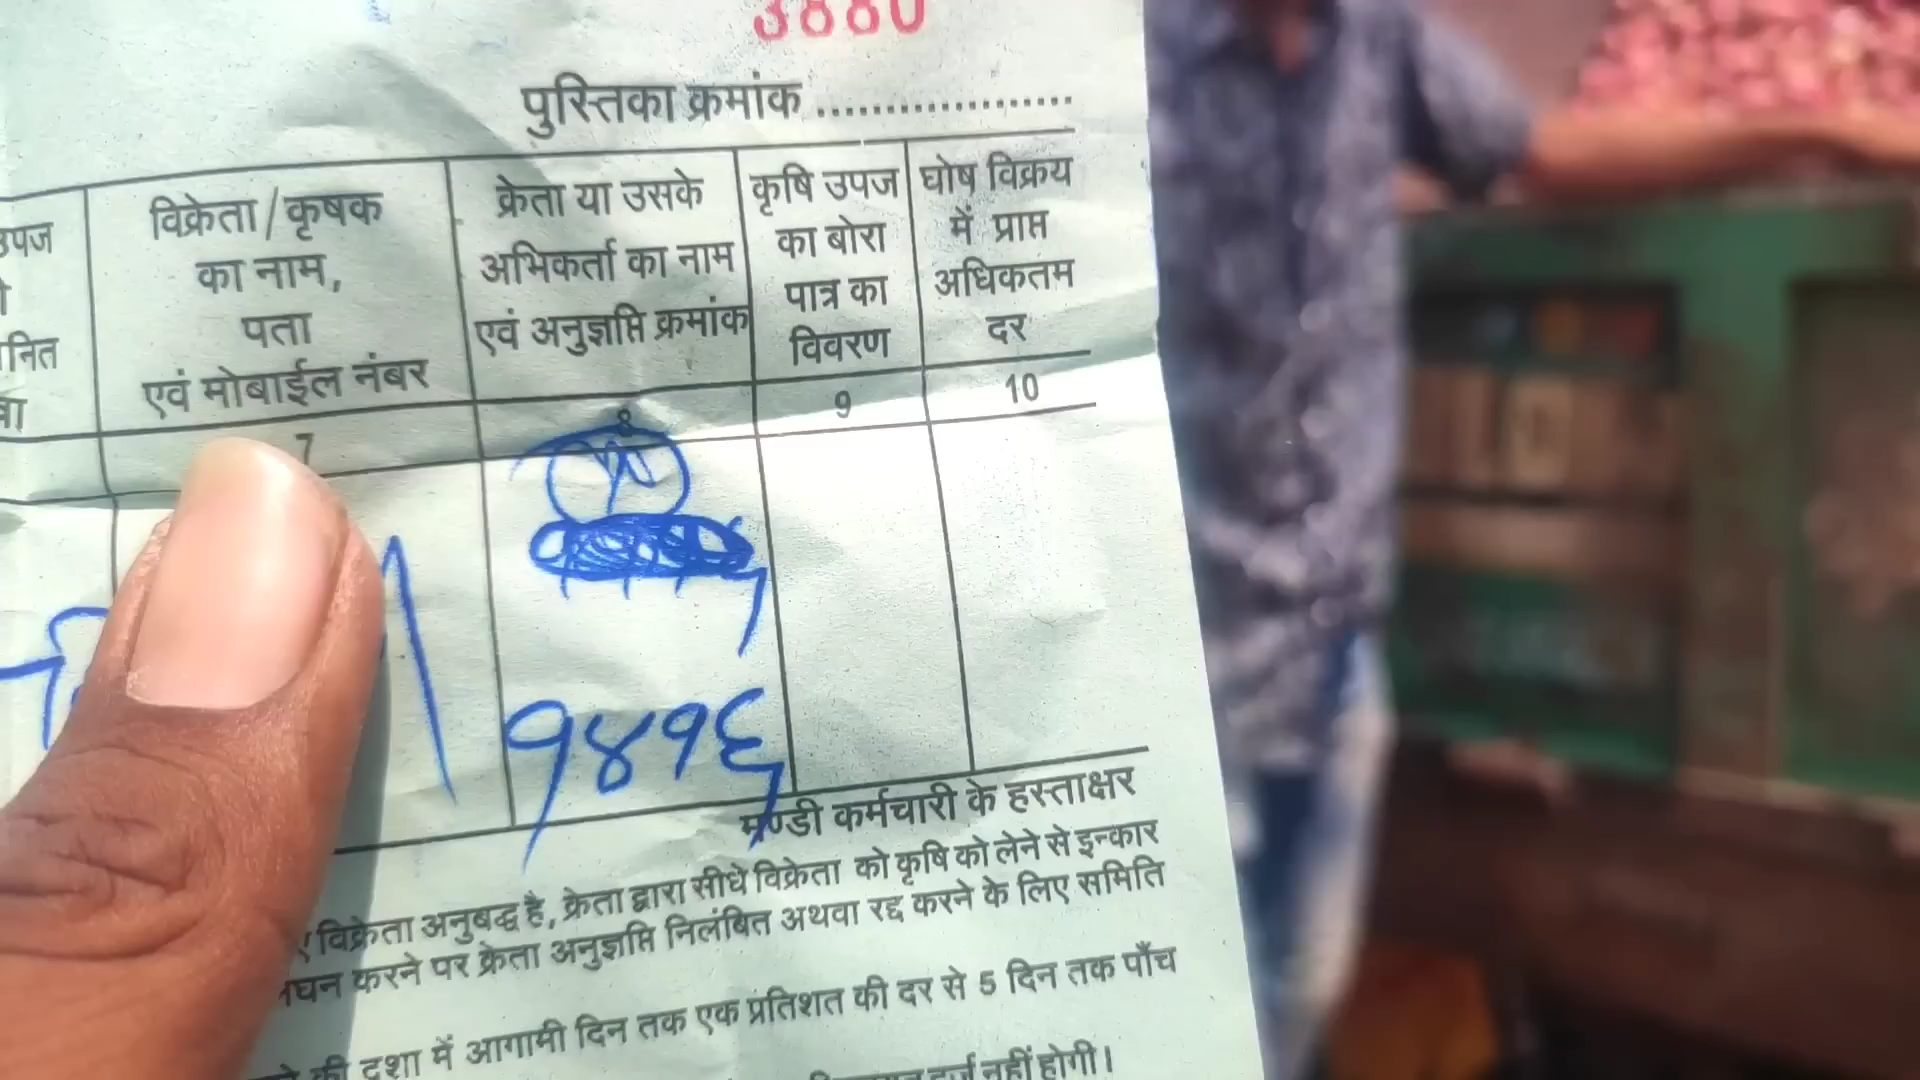 3880
पुस्तिका क्रमांक ....................
उपज
नित
विक्रेता/कृषक
का नाम,
पता
एवं मोबाईल नंबर
क्रेता या उसके
अभिकर्ता का नाम
एवं अनुज्ञप्ति क्रमांक
कृषि उपज
का बोरा
पात्र का
विवरण
घोष विक्रय
में प्राप्त
अधिकतम
दर
7
8
9
10
१४१६
मण्डी कर्मचारी के हस्ताक्षर
विक्रेता अनुबद्ध है, क्रेता द्वारा सीधे विक्रेता को कृषि को लेने से इन्कार
करने पर क्रेता अनुज्ञप्ति निलंबित अथवा रद्द करने के लिए समिति
की दशा में आगामी दिन तक एक प्रतिशत की दर से 5 दिन तक पाँच
दर्ज नहीं होगी।